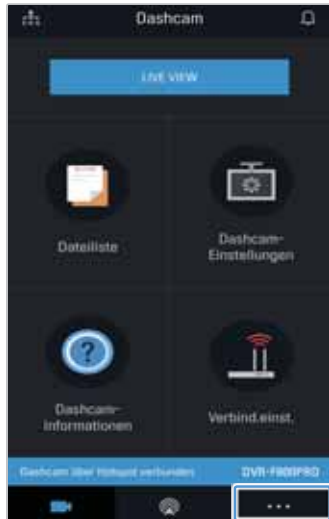 Dashcam
LIVE VIEW
Dateiliste
Dashcam-
Einstellungen
Dashcam-
Informationen
Verbind.einst.
Dashcam über Hotspot verbunden
DVR-F800PRO